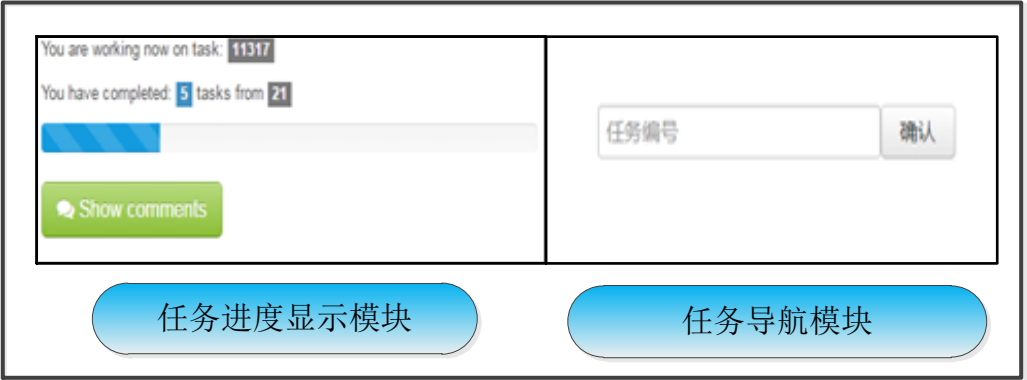 You are working now on task: 11317
You have completed: 5 tasks from 21
Show comments
任务编号
确认
任务进度显示模块
任务导航模块